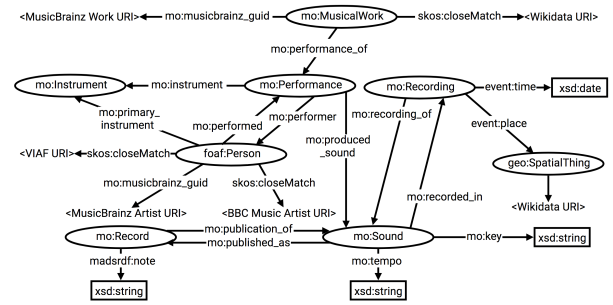 <MusicBrainz Work URI>
mo:musicbrainz_guid
mo:MusicalWork
skos:closeMatch
<Wikidata URI>
mo:performance_of
mo:Instrument
mo:instrument
mo:Performance
mo:Recording
event:time
xsd:date
mo:primary_
instrument
mo:performed
mo:performer
mo:recording_of
event:place
mo:produced
_sound
<VIAF URI>
skos:closeMatch
foaf:Person
geo:SpatialThing
mo:musicbrainz_guid
skos:closeMatch
mo:recorded_in
<Wikidata URI>
<MusicBrainz Artist URI>
<BBC Music Artist URI>
mo:Record
mo:publication_of
mo:published_as
mo:Sound
mo:key
xsd:string
madsrdf:note
mo:tempo
xsd:string
xsd:string